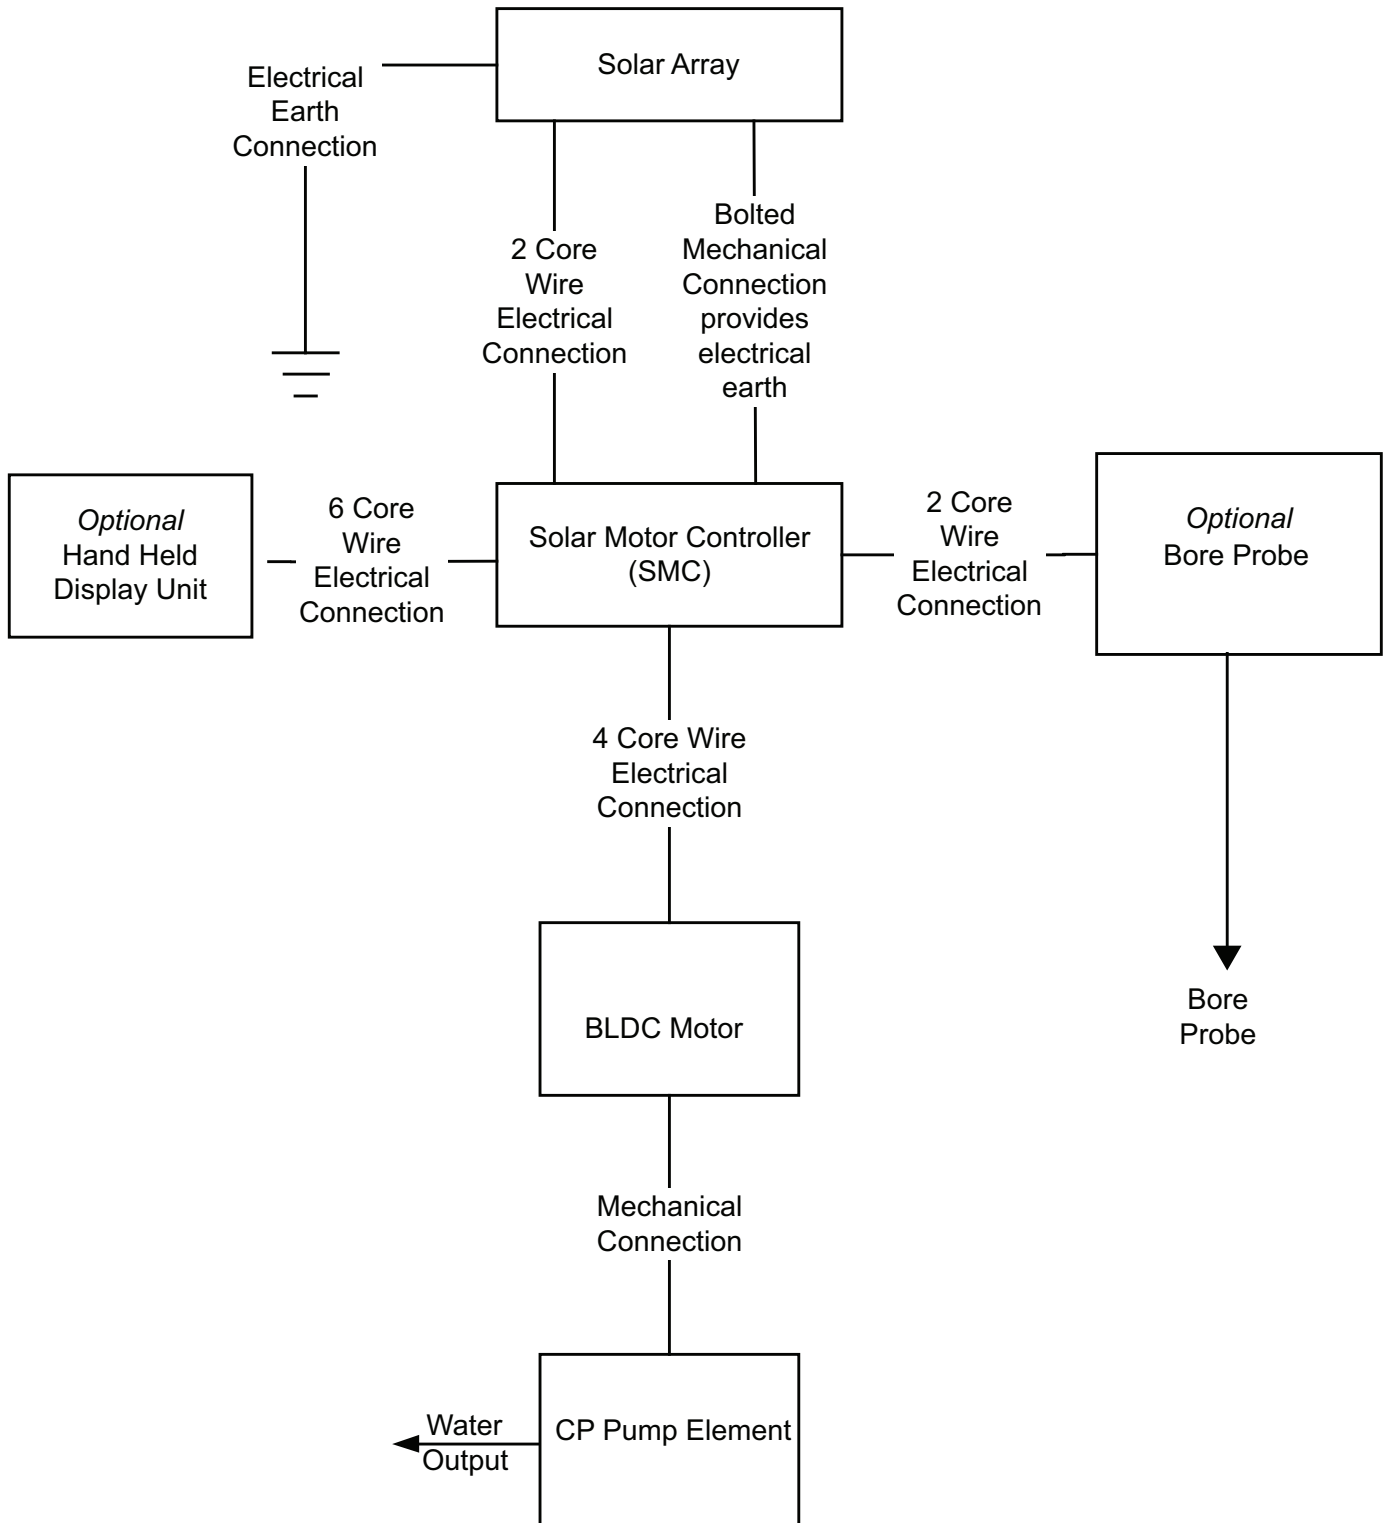 Solar Array
Electrical
Earth
Connection
2 Core
Wire
Electrical
Connection
Bolted
Mechanical
Connection
provides
electrical
earth
Optional
Hand Held
Display Unit
6 Core
Wire
Electrical
Connection
Solar Motor Controller
(SMC)
2 Core
Wire
Electrical
Connection
Optional
Bore Probe
4 Core Wire
Electrical
Connection
BLDC Motor
Bore
Probe
Mechanical
Connection
Water
Output
CP Pump Element